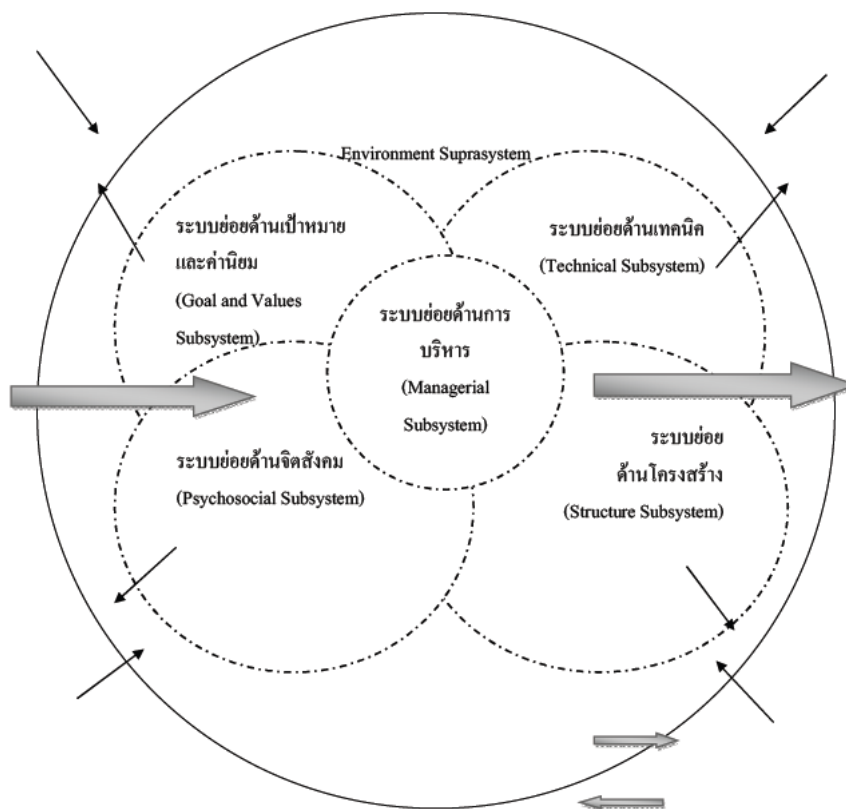 Environment Suprasystem
ระบบย่อยด้านเป้าหมาย
และค่านิยม
(Goal and Values
Subsystem)
ระบบย่อยด้านเทคนิค
(Technical Subsystem)
ระบบย่อยด้านการ
บริหาร
(Managerial
Subsystem)
ระบบย่อยด้านจิตสังคม
(Psychosocial Subsystem)
ระบบย่อย
ด้านโครงสร้าง
(Structure Subsystem)